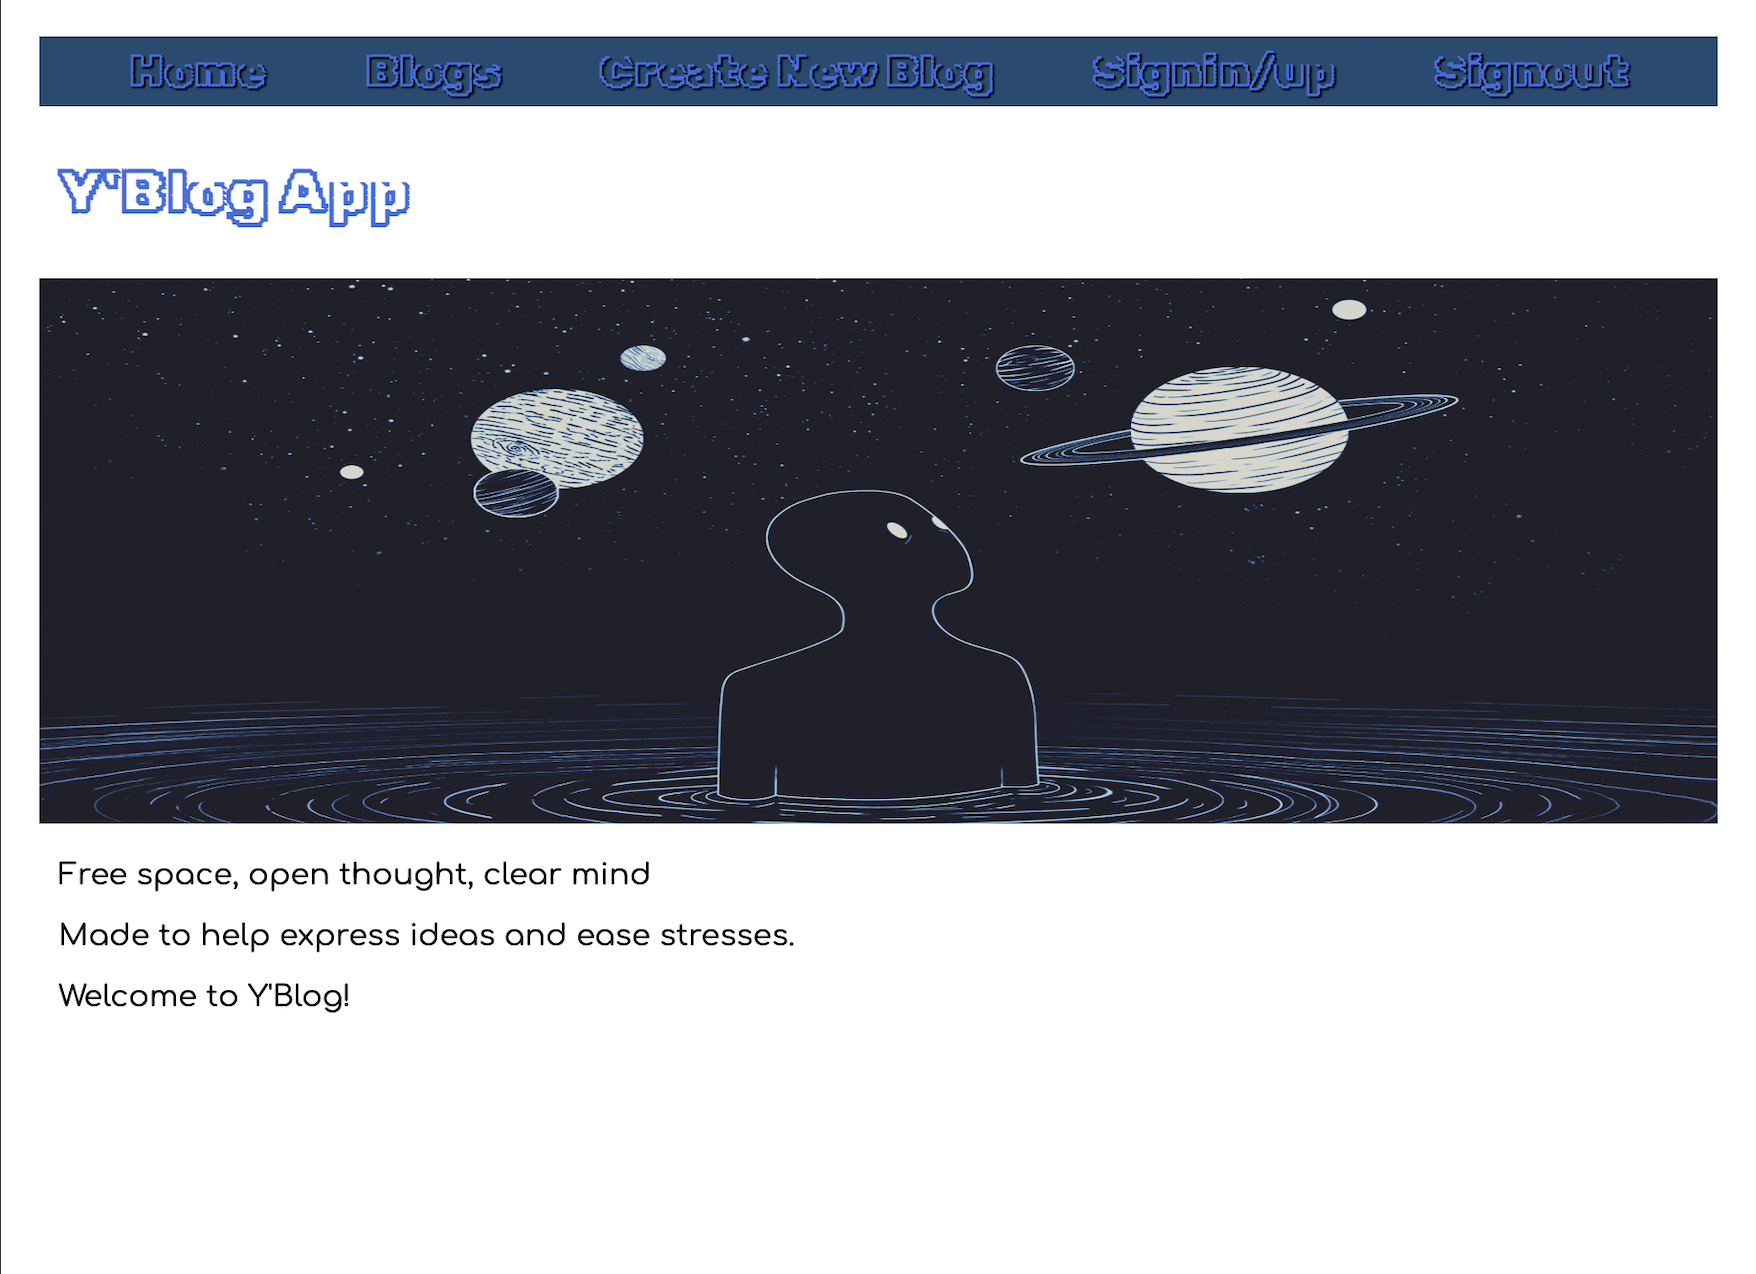 Home Blogs Create New Blog Signin/up Signout
Y'Blog App
Free space, open thought, clear mind
Made to help express ideas and ease stresses.
Welcome to Y'Blog!